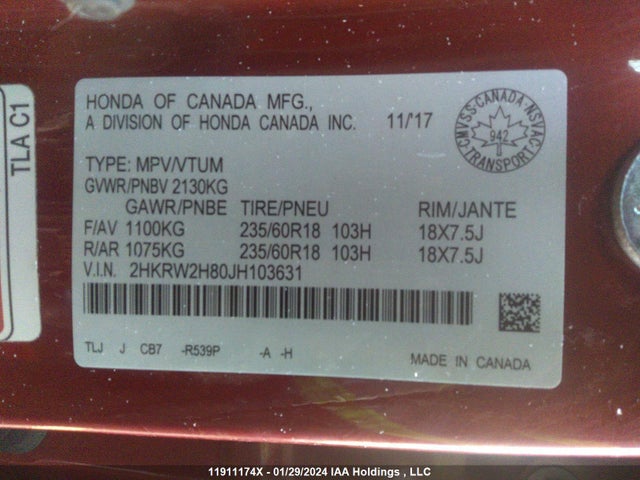 TLA C1
HONDA OF CANADA MFG.,
A DIVISION OF HONDA CANADA INC. 11/'17
CMVSS-CANADA-NSVAC
942
TRANSPORT
TYPE: MPV/VTUM
GVWR/PNBV 2130KG
GAWR/PNBE TIRE/PNEU RIM/JANTE
F/AV 1100KG 235/60R18 103H 18X7.5J
R/AR 1075KG 235/60R18 103H 18X7.5J
V.I.N. 2HKRW2H80JH103631
TLJ J CB7 -R539P -A -H MADE IN CANADA
11911174X - 01/29/2024 IAA Holdings , LLC